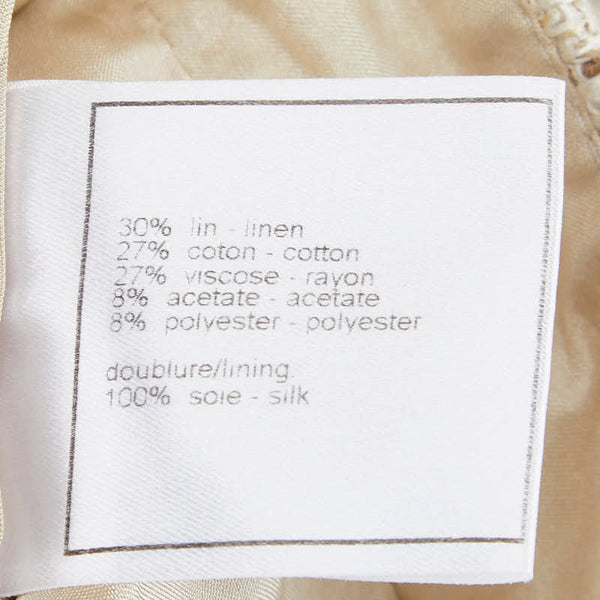 30% lin - linen
27% coton - cotton
27% viscose - rayon
8% acetate - acetate
8% polyester - polyester
doublure/lining.
100% soie - silk